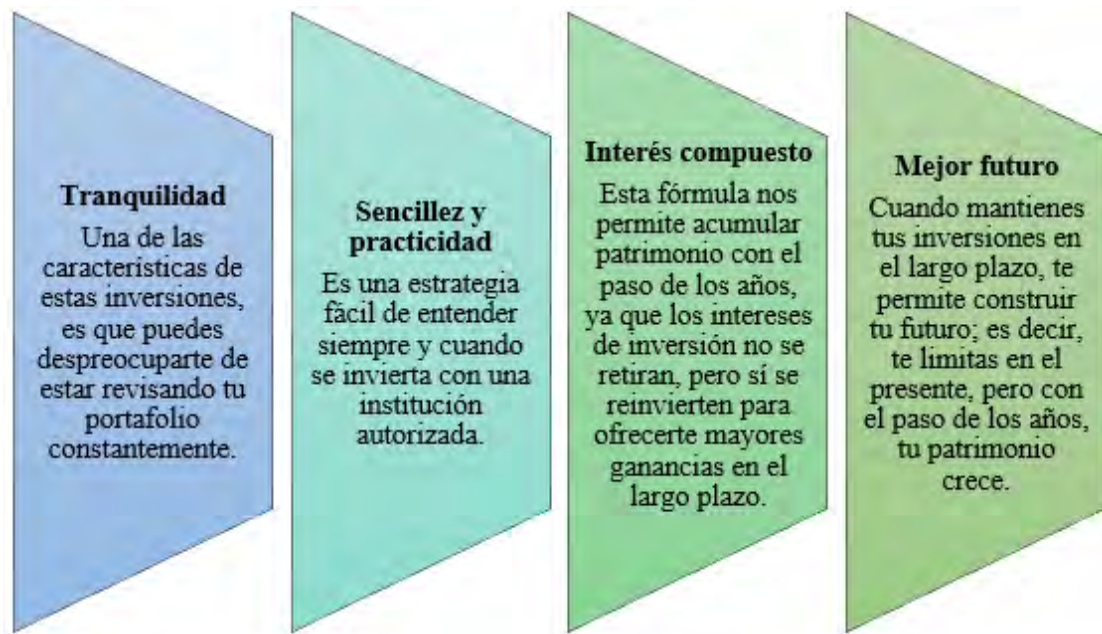 Tranquilidad
Una de las
características de
estas inversiones,
es que puedes
despreocuparte de
estar revisando tu
portafolio
constantemente.
Sencillez y
practicidad
Es una estrategia
fácil de entender
siempre y cuando
se invierta con una
institución
autorizada.
Interés compuesto
Esta fórmula nos
permite acumular
patrimonio con el
paso de los años,
ya que los intereses
de inversión no se
retiran, pero sí se
reinvierten para
ofrecerte mayores
ganancias en el
largo plazo.
Mejor futuro
Cuando mantienes
tus inversiones en
el largo plazo, te
permite construir
tu futuro; es decir,
te limitas en el
presente, pero con
el paso de los años,
tu patrimonio
crece.